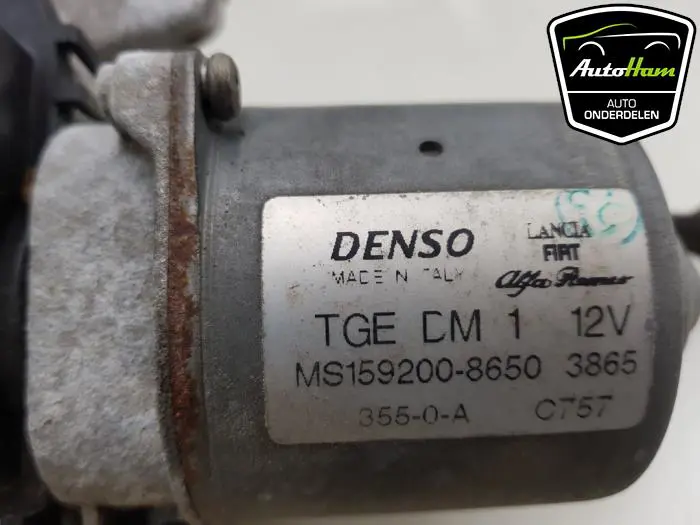 AutoHam
AUTO
ONDERDELEN
DENSO
MADE IN ITALY
LANCIA
FIAT
Alfa Romeo
TGE DM 1 12V
MS159200-8650 3865
355-0-A C757